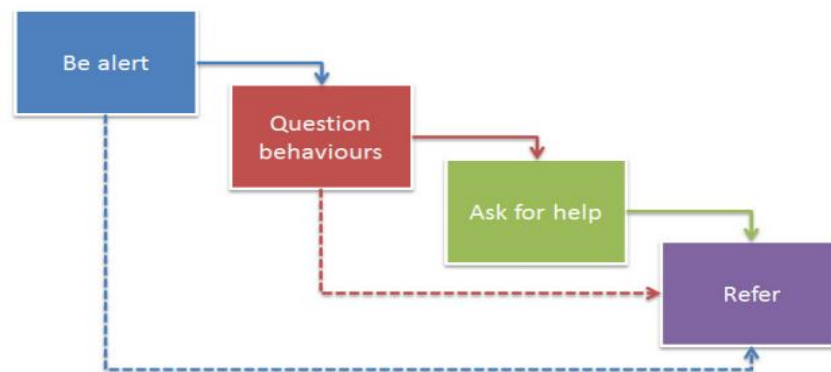 Be alert
Question
behaviours
Ask for help
Refer